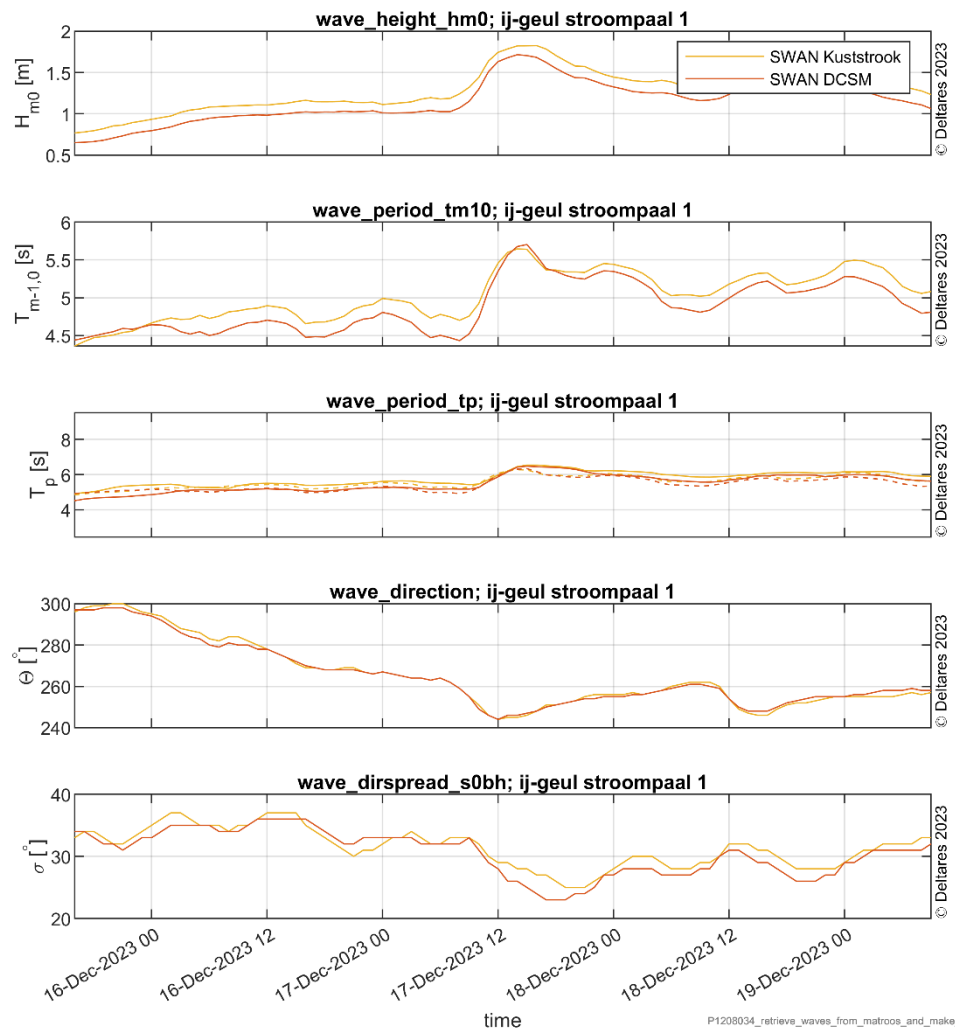 wave_height_hm0; ij-geul stroompaal 1
2
1.5
1
0.5
Hm0 [m]
SWAN Kuststrook
SWAN DCSM
© Deltares 2023
wave_period_tm10; ij-geul stroompaal 1
6
5.5
5
4.5
Tm-1,0 [s]
© Deltares 2023
wave_period_tp; ij-geul stroompaal 1
8
6
4
Tp [s]
© Deltares 2023
wave_direction; ij-geul stroompaal 1
300
280
260
240
Θ [°]
© Deltares 2023
wave_dirspread_s0bh; ij-geul stroompaal 1
40
30
20
σ [°]
© Deltares 2023
16-Dec-2023 00
16-Dec-2023 12
17-Dec-2023 00
17-Dec-2023 12
18-Dec-2023 00
18-Dec-2023 12
19-Dec-2023 00
time
P1208034_retrieve_waves_from_matroos_and_make